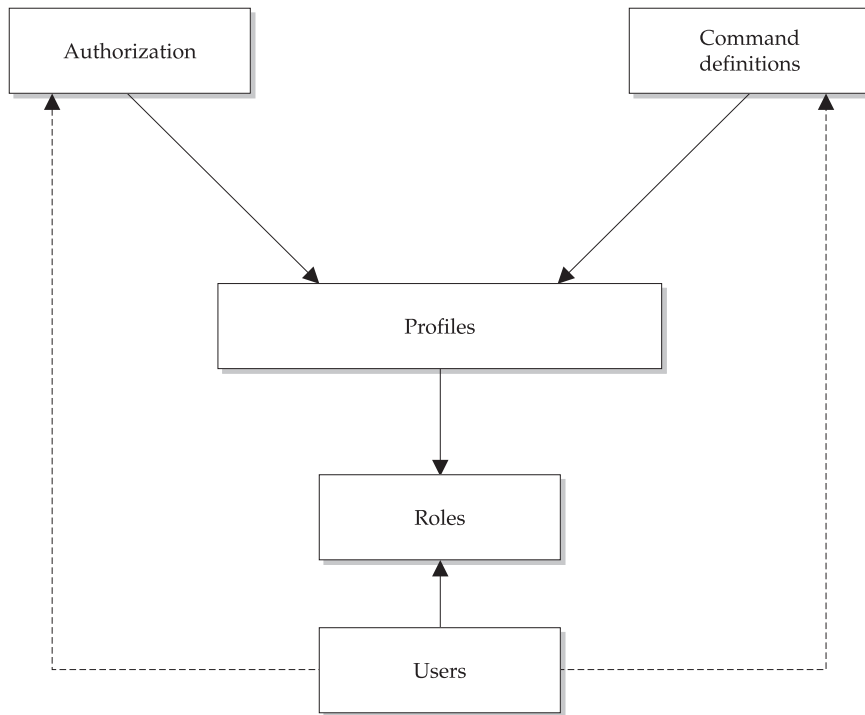 Authorization
Command
definitions
Profiles
Roles
Users